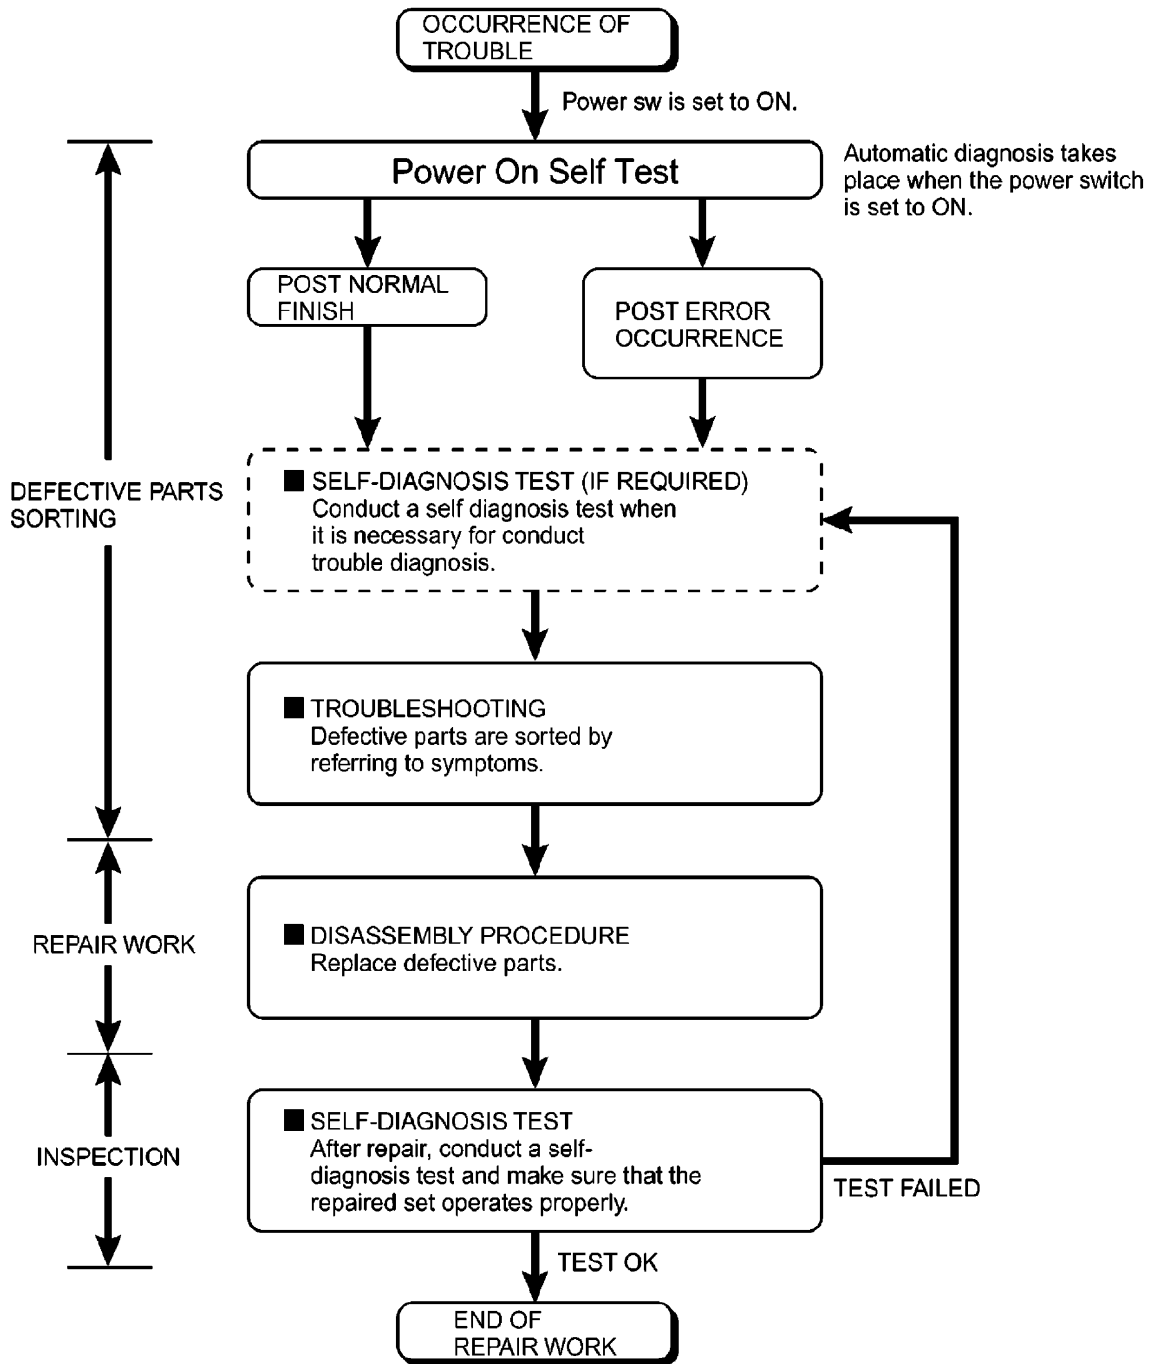 OCCURRENCE OF
TROUBLE
Power sw is set to ON.
Power On Self Test
Automatic diagnosis takes
place when the power switch
is set to ON.
POST NORMAL
FINISH
POST ERROR
OCCURRENCE
DEFECTIVE PARTS
SORTING
■ SELF-DIAGNOSIS TEST (IF REQUIRED)
Conduct a self diagnosis test when
it is necessary for conduct
trouble diagnosis.
■ TROUBLESHOOTING
Defective parts are sorted by
referring to symptoms.
REPAIR WORK
■ DISASSEMBLY PROCEDURE
Replace defective parts.
INSPECTION
■ SELF-DIAGNOSIS TEST
After repair, conduct a self-
diagnosis test and make sure that the
repaired set operates properly.
TEST FAILED
TEST OK
END OF
REPAIR WORK